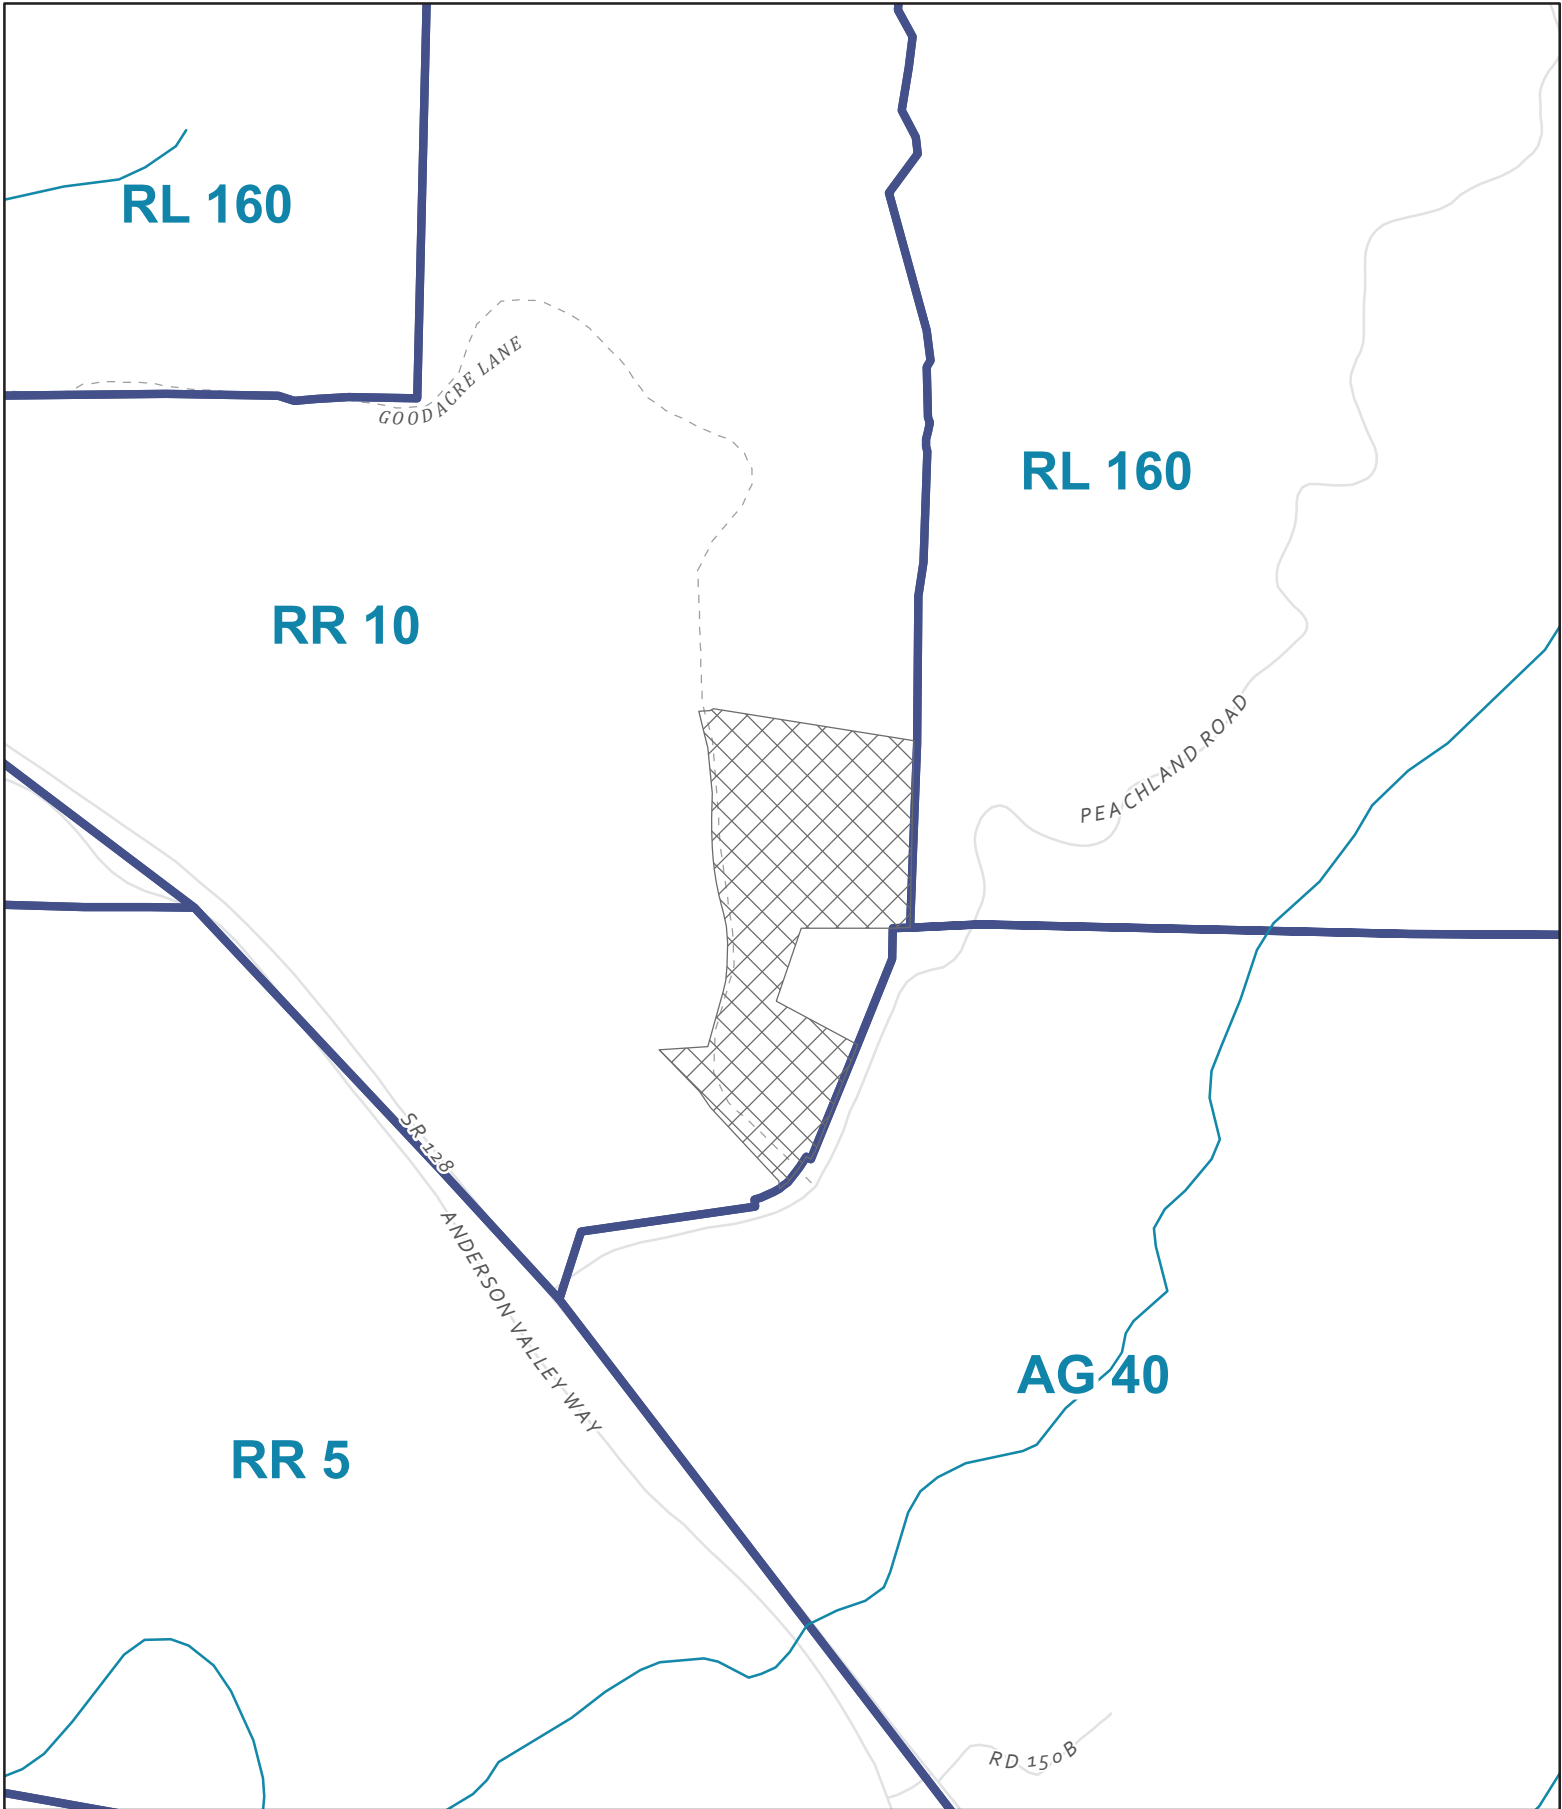 RL 160
GOODACRE LANE
RL 160
RR 10
PEACHLAND ROAD
SR 128
ANDERSON VALLEY WAY
AG 40
RR 5
RD 150B